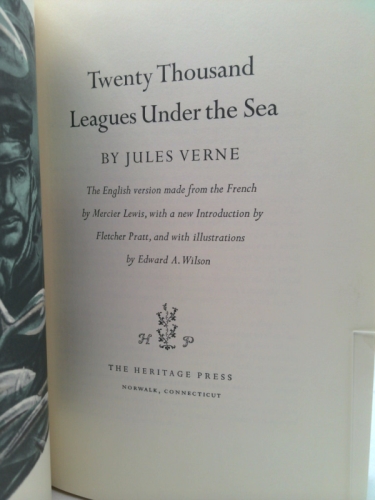 Twenty Thousand
Leagues Under the Sea
BY JULES VERNE
The English version made from the French
by Mercier Lewis, with a new Introduction by
Fletcher Pratt, and with illustrations
by Edward A. Wilson
H P
THE HERITAGE PRESS
NORWALK, CONNECTICUT